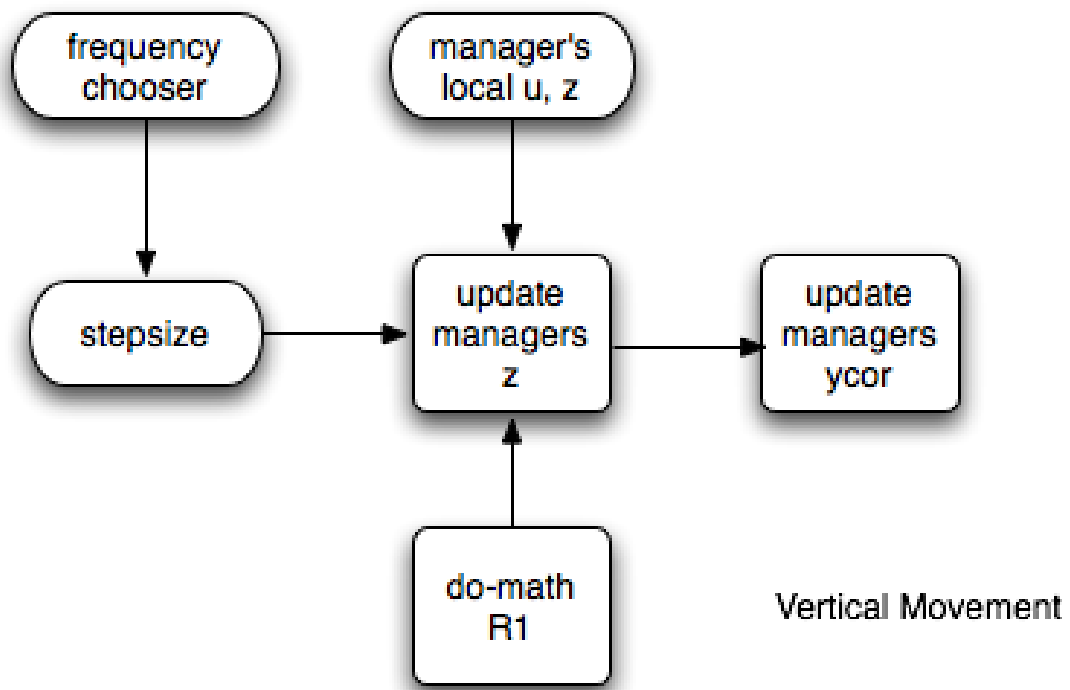 frequency
chooser
manager's
local u, z
stepsize
update
managers
z
update
managers
ycor
do-math
R1
Vertical Movement